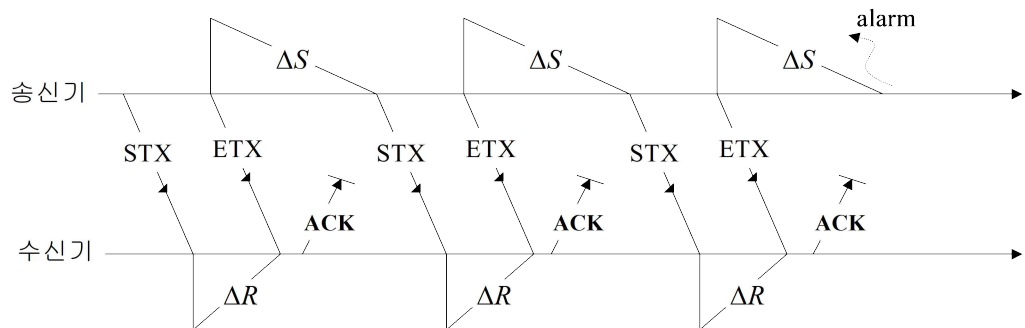 alarm
ΔS ΔS ΔS
송신기
STX ETX STX ETX STX ETX
ACK ACK ACK
수신기
ΔR ΔR ΔR